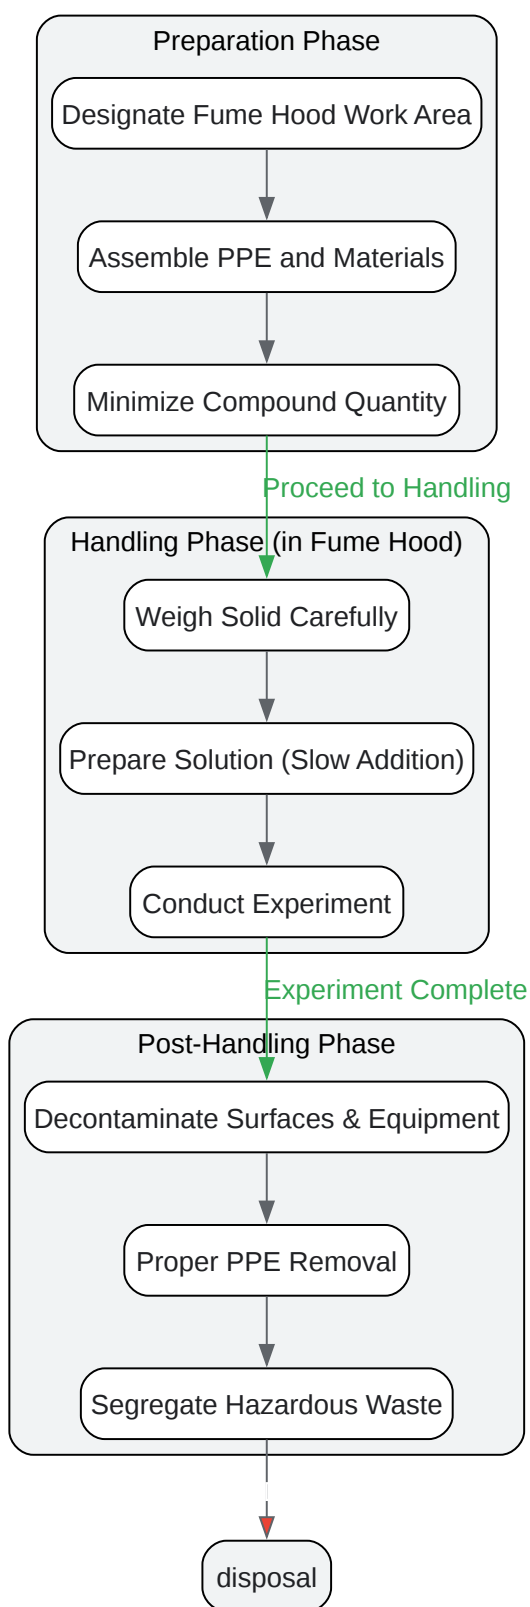 Preparation Phase
Designate Fume Hood Work Area
Assemble PPE and Materials
Minimize Compound Quantity
Proceed to Handling
Handling Phase (in Fume Hood)
Weigh Solid Carefully
Prepare Solution (Slow Addition)
Conduct Experiment
Experiment Complete
Post-Handling Phase
Decontaminate Surfaces & Equipment
Proper PPE Removal
Segregate Hazardous Waste
disposal